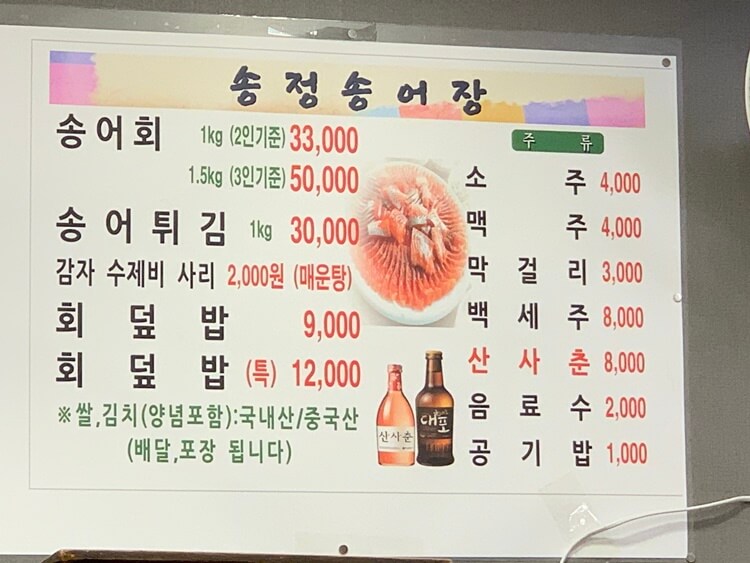 송정송어장
송어회 1kg (2인기준) 33,000
1.5kg (3인기준) 50,000
송어튀김 1kg 30,000
감자 수제비 사리 2,000원 (매운탕)
회덮밥 9,000
회덮밥 (특) 12,000
※쌀,김치(양념포함):국내산/중국산
(배달,포장 됩니다)
주류
소주 4,000
맥주 4,000
막걸리 3,000
백세주 8,000
산사춘 8,000
음료수 2,000
공기밥 1,000
산사춘
대포